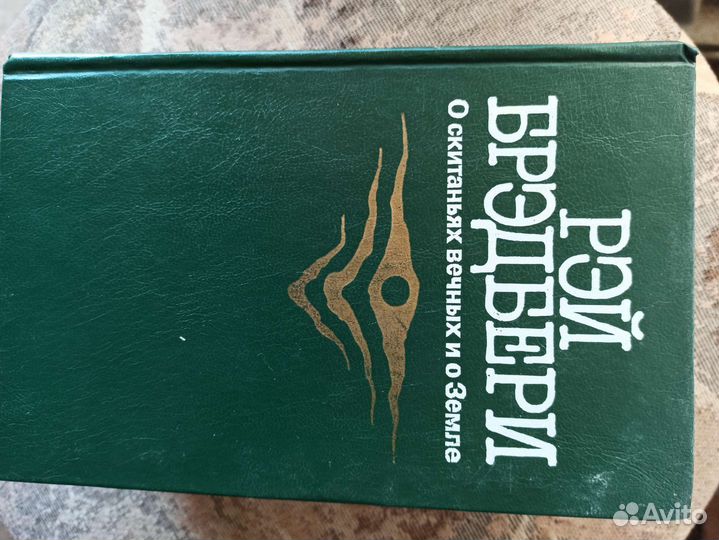 РЭЙ
БРЭДБЕРИ
О скитаньях вечных и о Земле
Avito